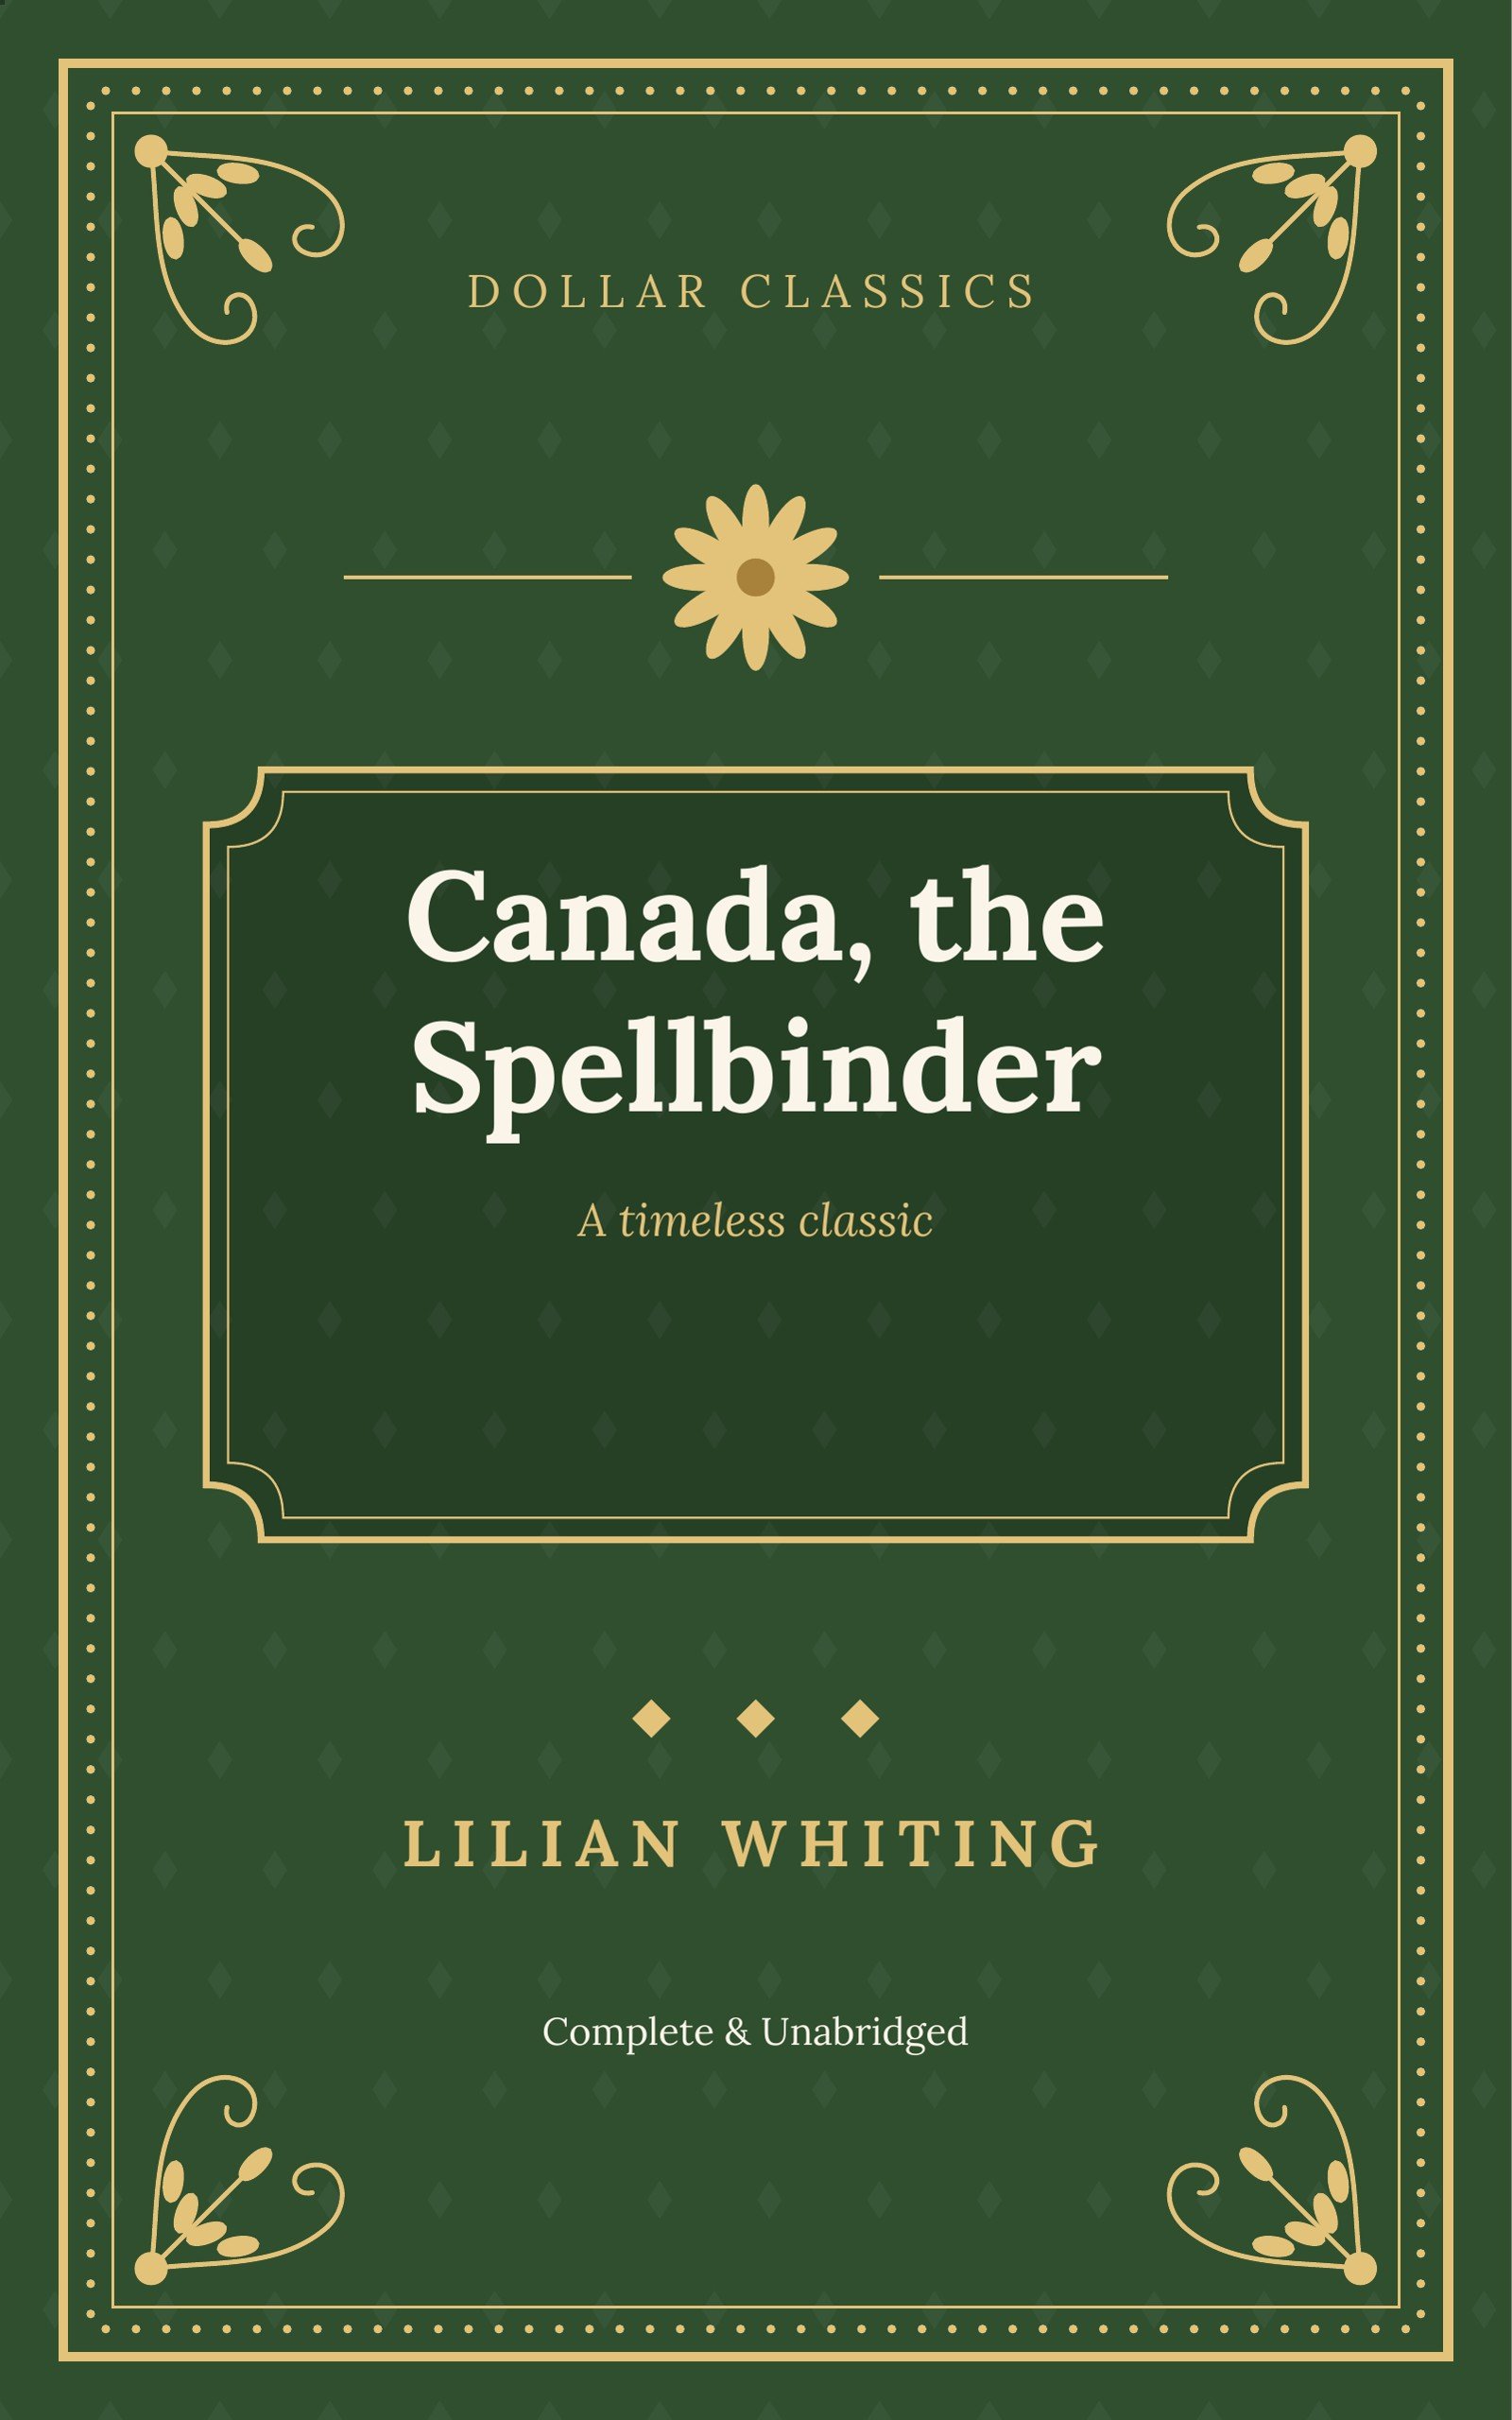 DOLLAR CLASSICS
Canada, the
Spellbinder
A timeless classic
LILIAN WHITING
Complete & Unabridged